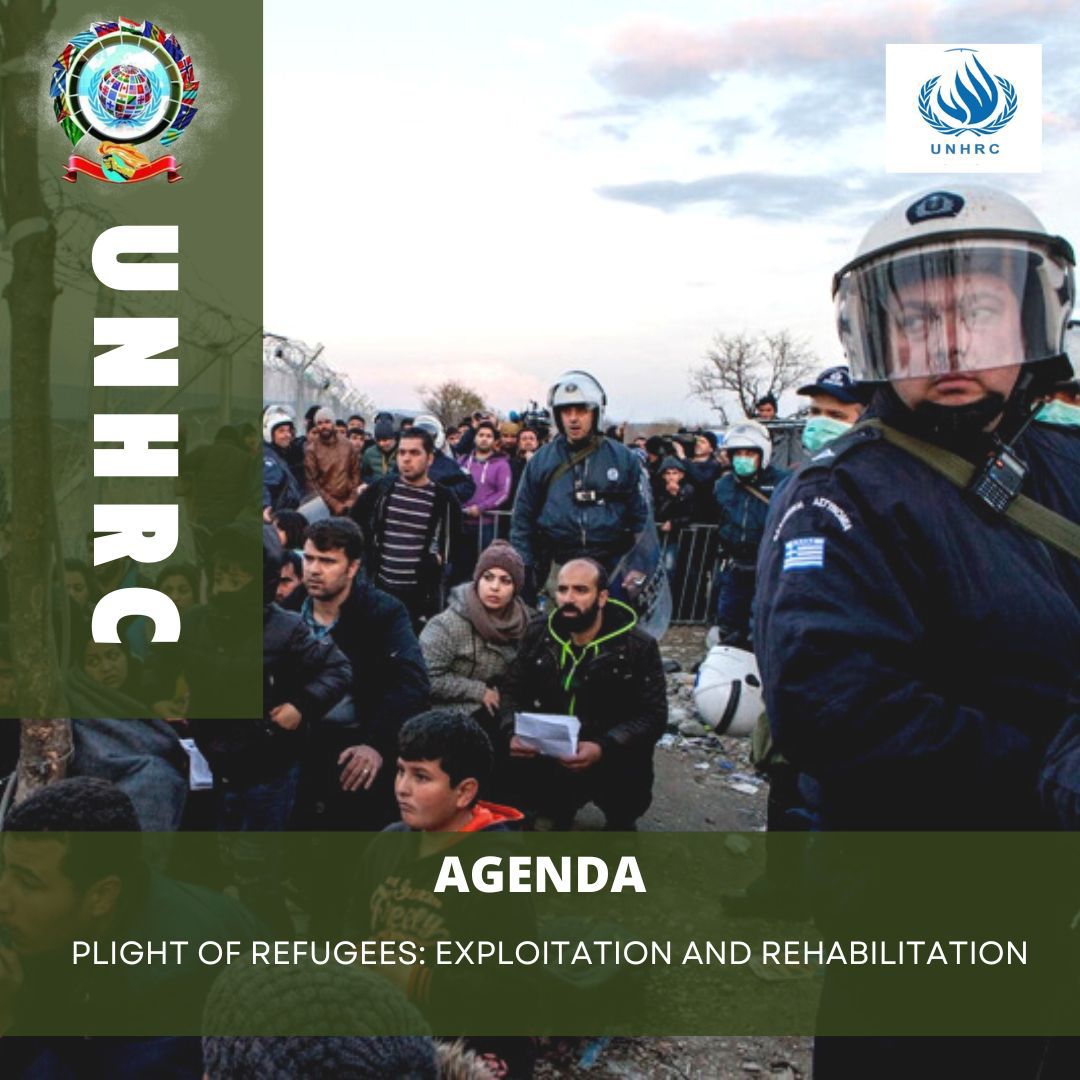 UNHRC
UNHRC
AGENDA
PLIGHT OF REFUGEES: EXPLOITATION AND REHABILITATION